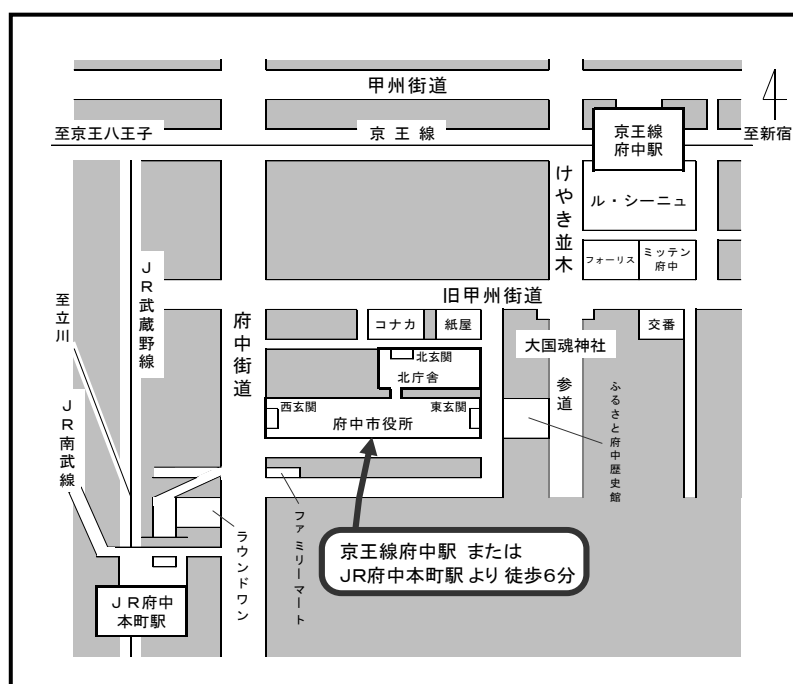 甲州街道
至京王八王子
京王線
京王線
府中駅
至新宿
けやき並木
ル・シーニュ
フォーリス
ミッテン
府中
JR武蔵野線
至立川
旧甲州街道
府中街道
コナカ
紙屋
交番
大国魂神社
北玄関
北庁舎
参道
ふるさと府中歴史館
西玄関
東玄関
府中市役所
JR南武線
ラウンドワン
ファミリーマート
京王線府中駅 または
JR府中本町駅 より 徒歩6分
JR府中
本町駅